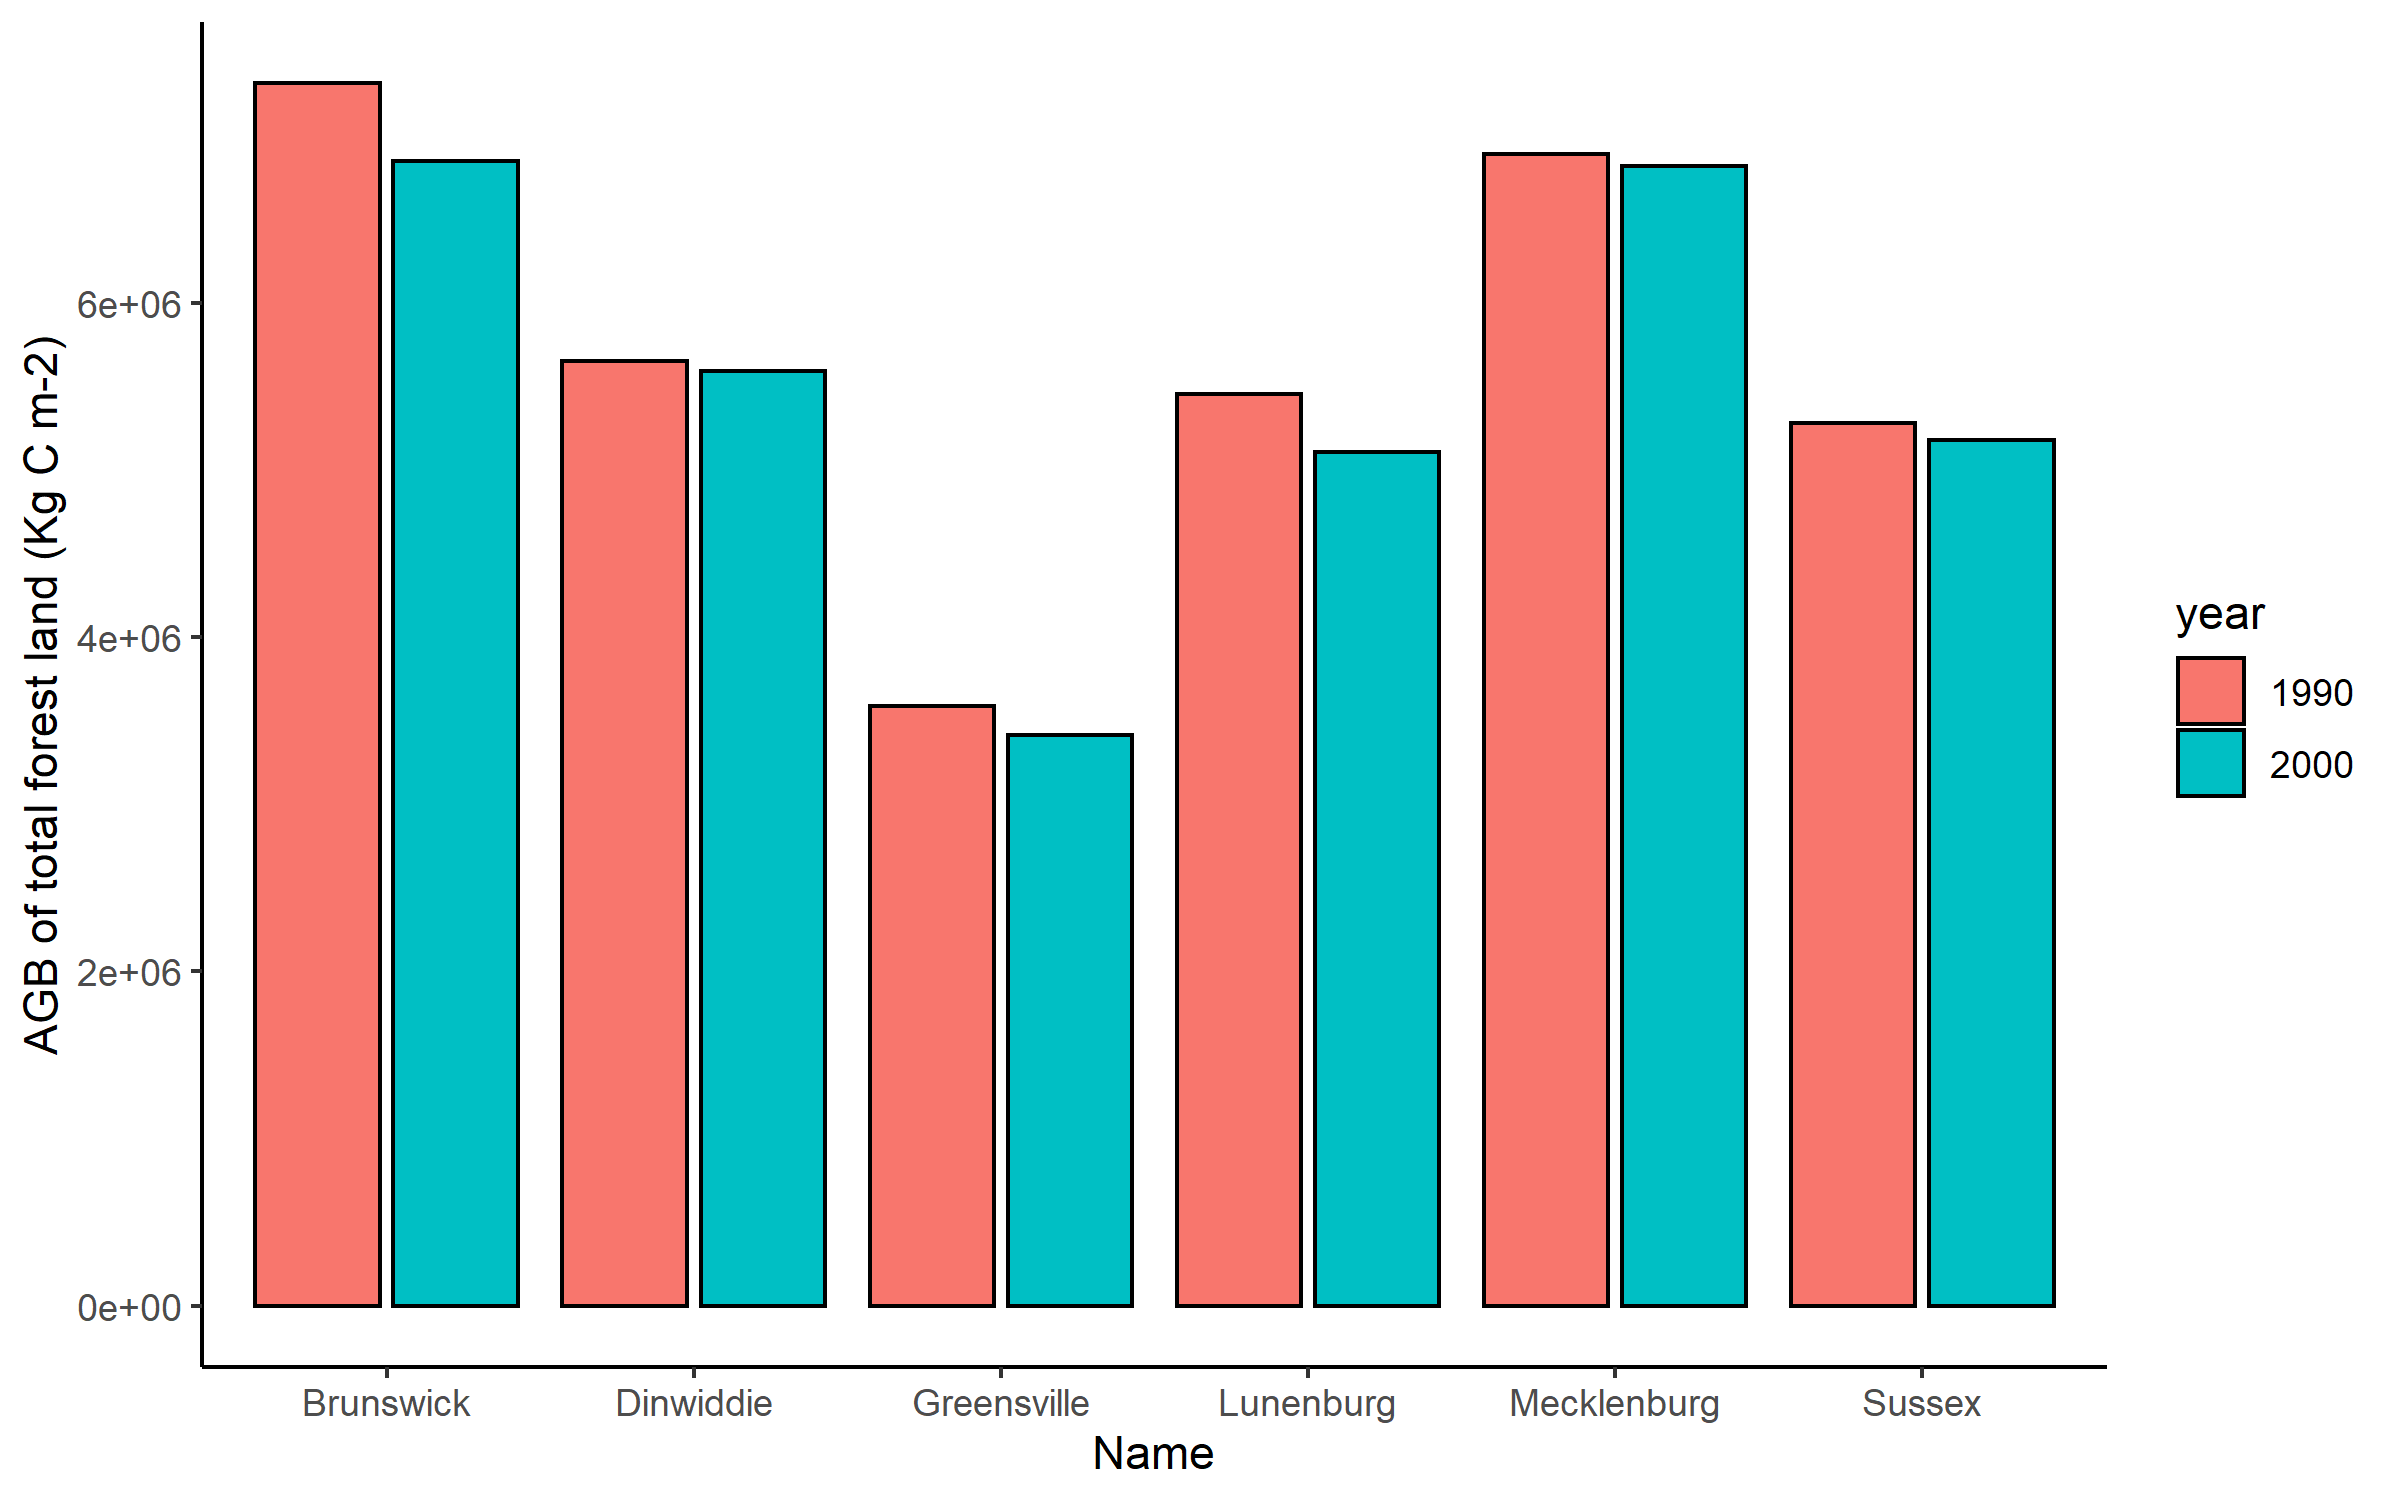 AGB of total forest land (Kg C m-2)
6e+06
4e+06
2e+06
0e+00
Brunswick
Dinwiddie
Greensville
Lunenburg
Mecklenburg
Sussex
Name
year
1990
2000